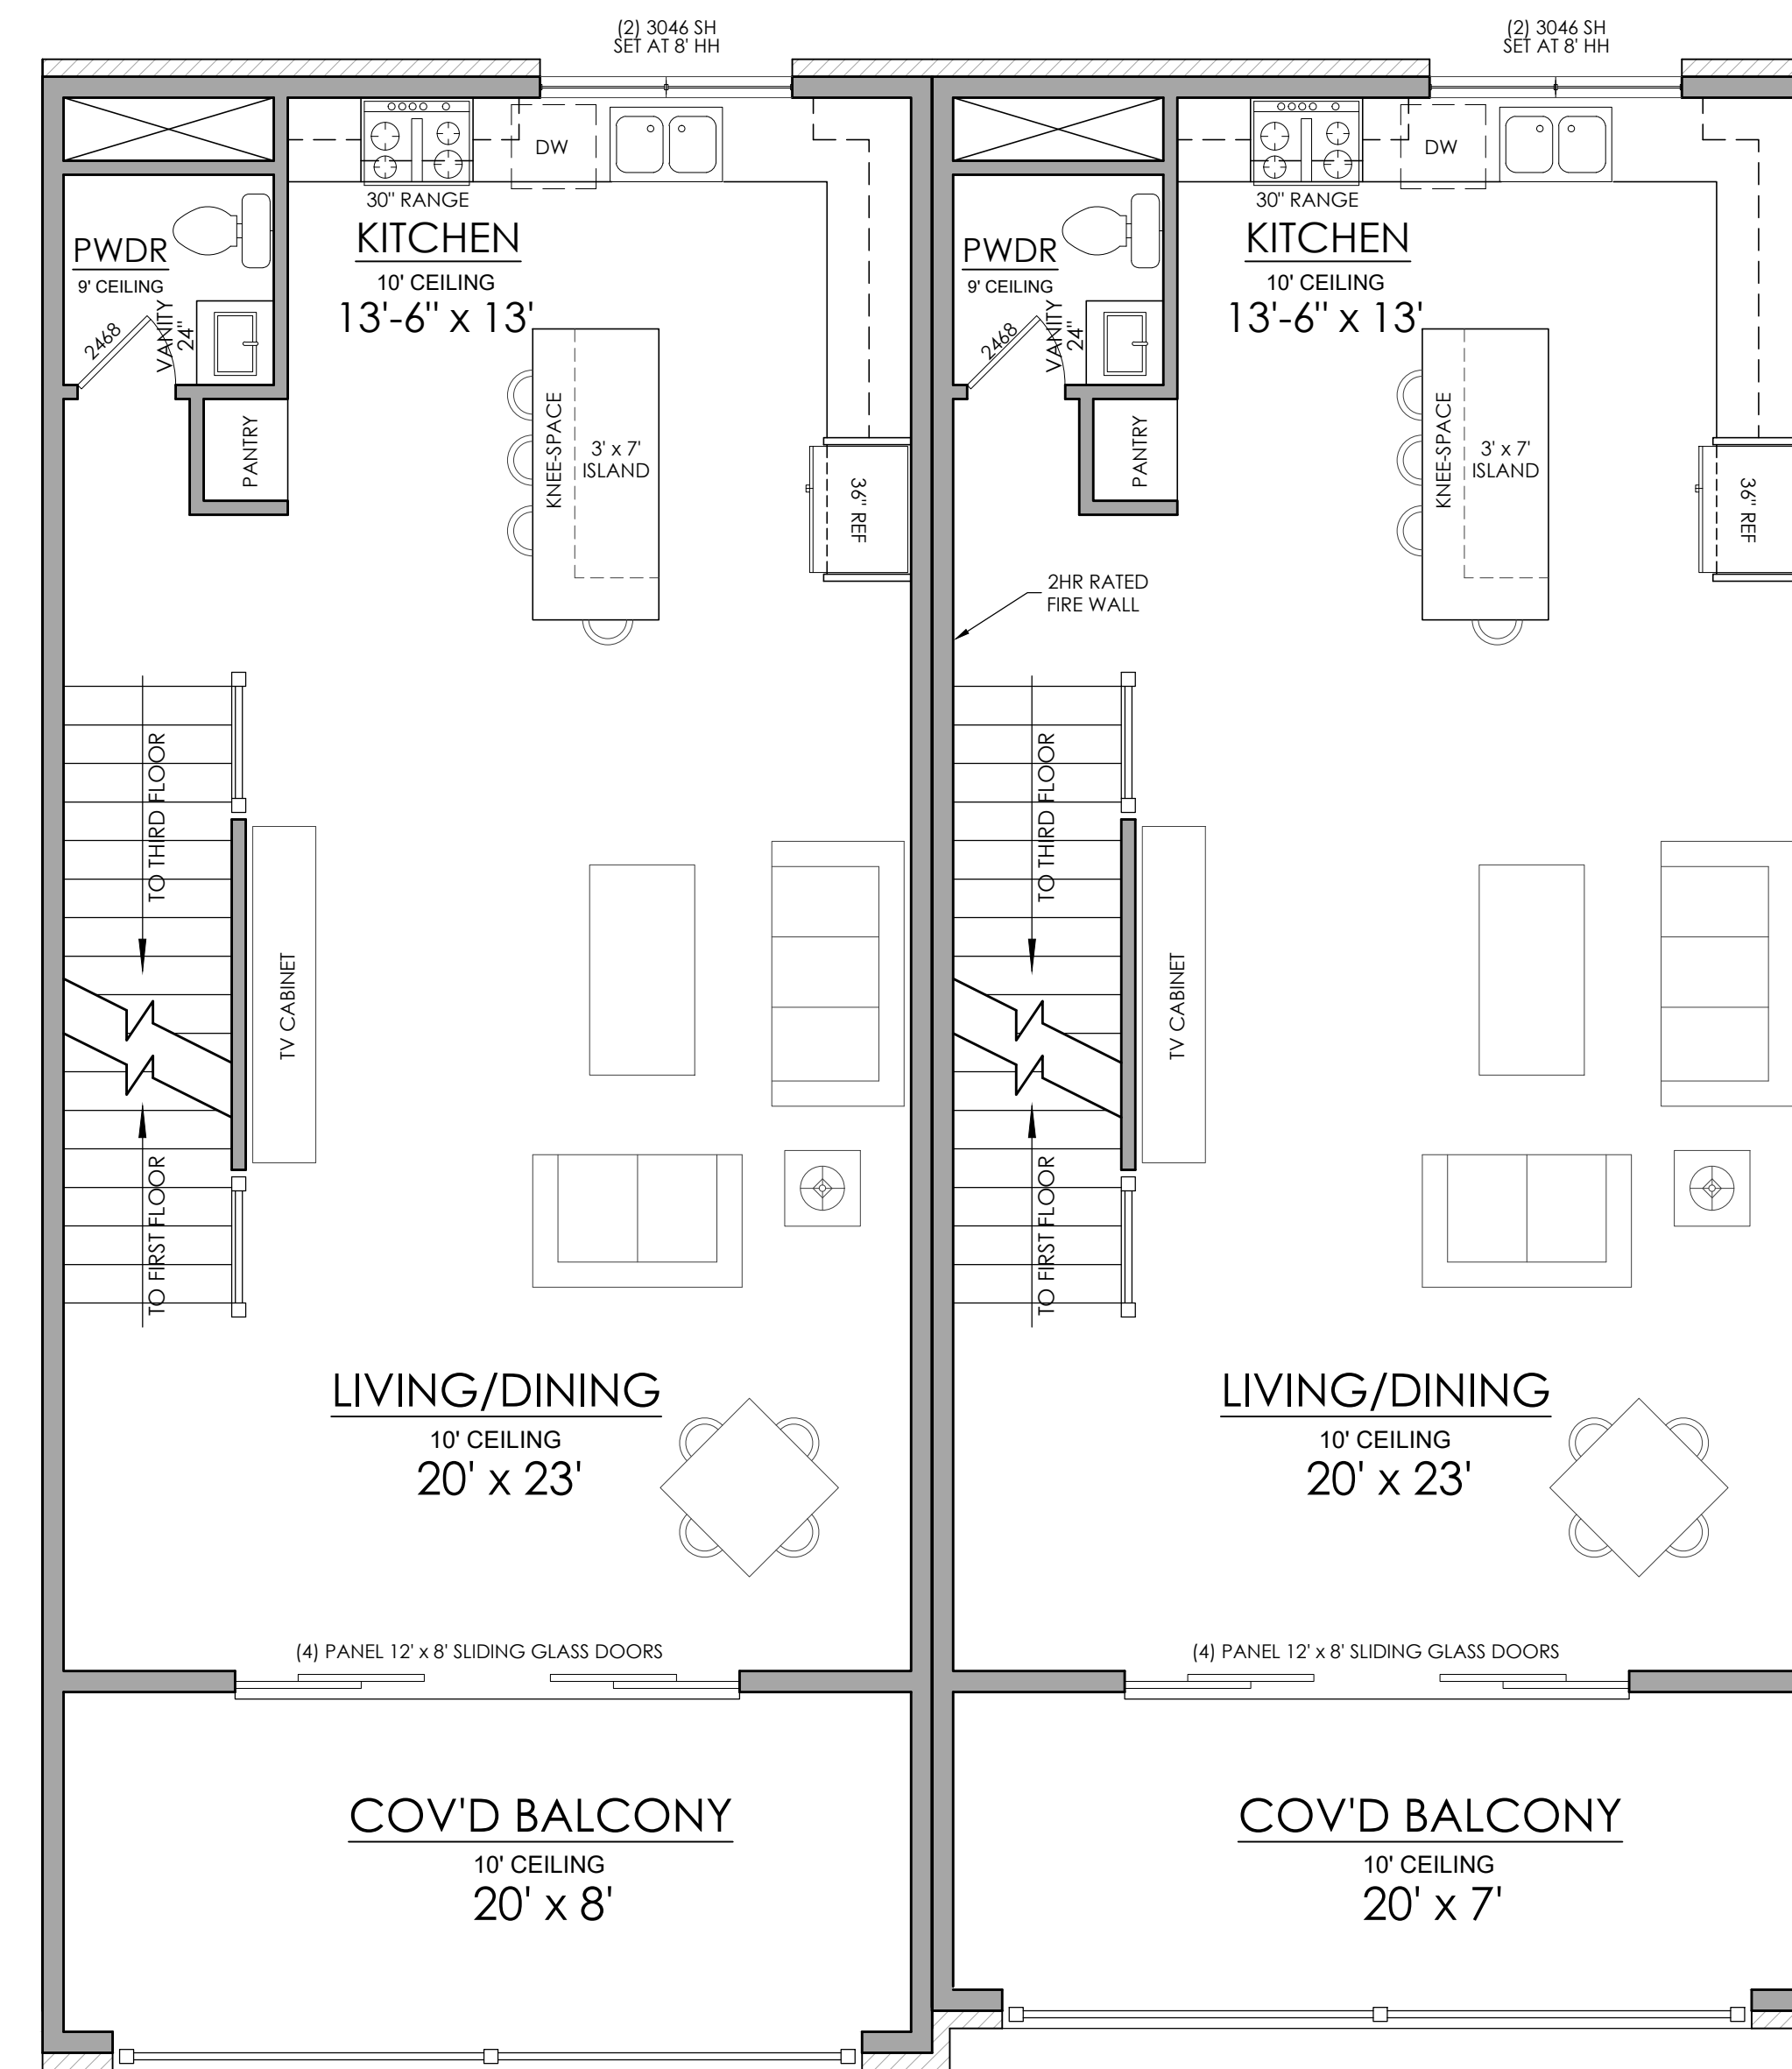 (2) 3046 SH
SET AT 8' HH
(2) 3046 SH
SET AT 8' HH
DW
30" RANGE
KITCHEN
10' CEILING
13'-6" x 13'
PWDR
9' CEILING
2468
VANITY
24"
PANTRY
KNEE-SPACE
3' x 7'
ISLAND
36" REF
TO THIRD FLOOR
TV CABINET
TO FIRST FLOOR
LIVING/DINING
10' CEILING
20' x 23'
(4) PANEL 12' x 8' SLIDING GLASS DOORS
COV'D BALCONY
10' CEILING
20' x 8'
DW
30" RANGE
KITCHEN
10' CEILING
13'-6" x 13'
PWDR
9' CEILING
2468
VANITY
24"
PANTRY
KNEE-SPACE
3' x 7'
ISLAND
36" REF
2HR RATED
FIRE WALL
TO THIRD FLOOR
TV CABINET
TO FIRST FLOOR
LIVING/DINING
10' CEILING
20' x 23'
(4) PANEL 12' x 8' SLIDING GLASS DOORS
COV'D BALCONY
10' CEILING
20' x 7'